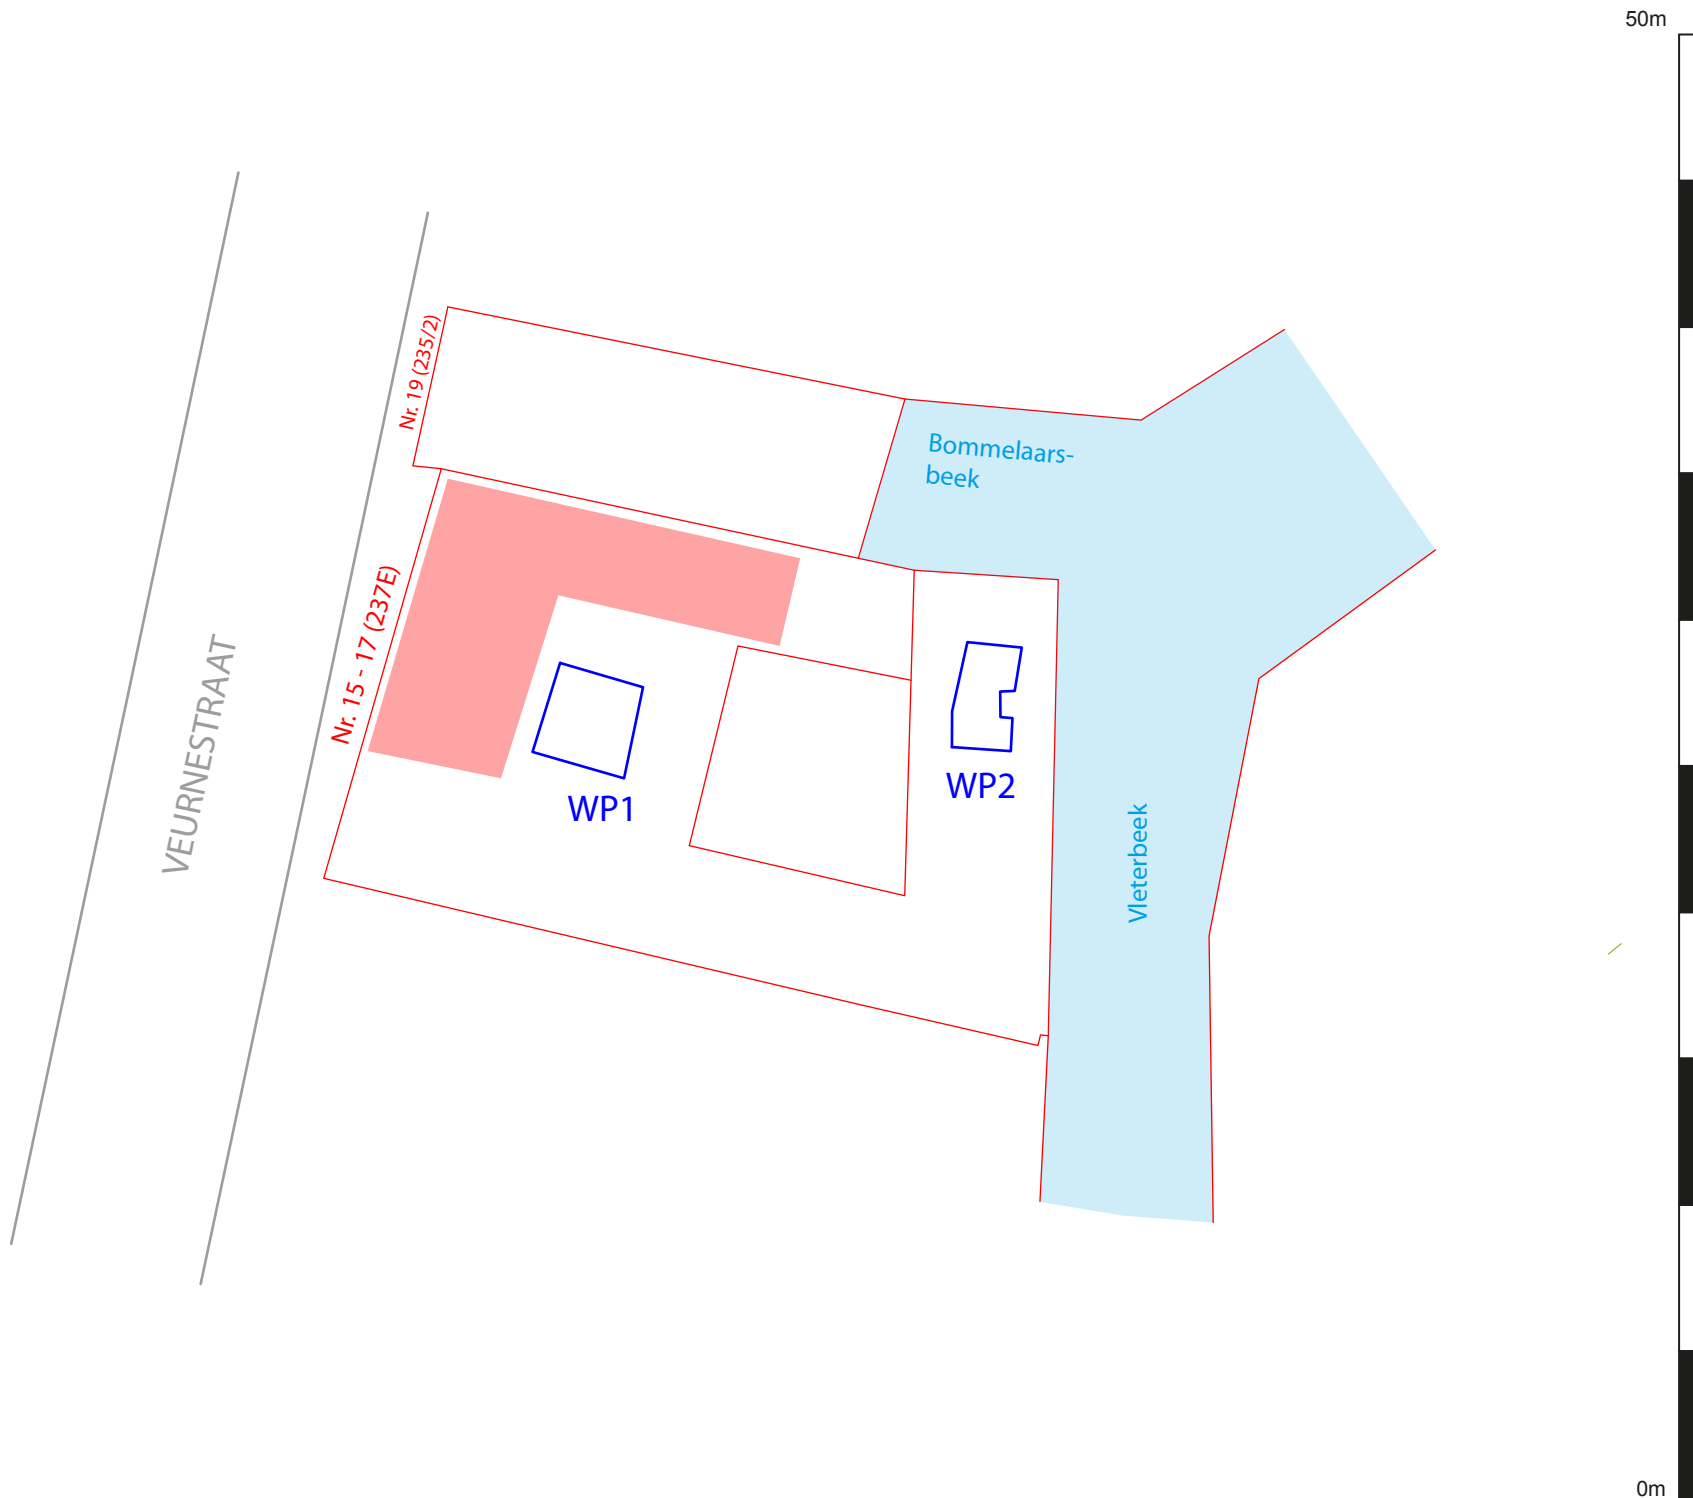 50m
Nr. 19 (235/2)
Bommelaars-
beek
Nr. 15 - 17 (237E)
VEURNESTRAAT
WP1
WP2
Vleterbeek
0m